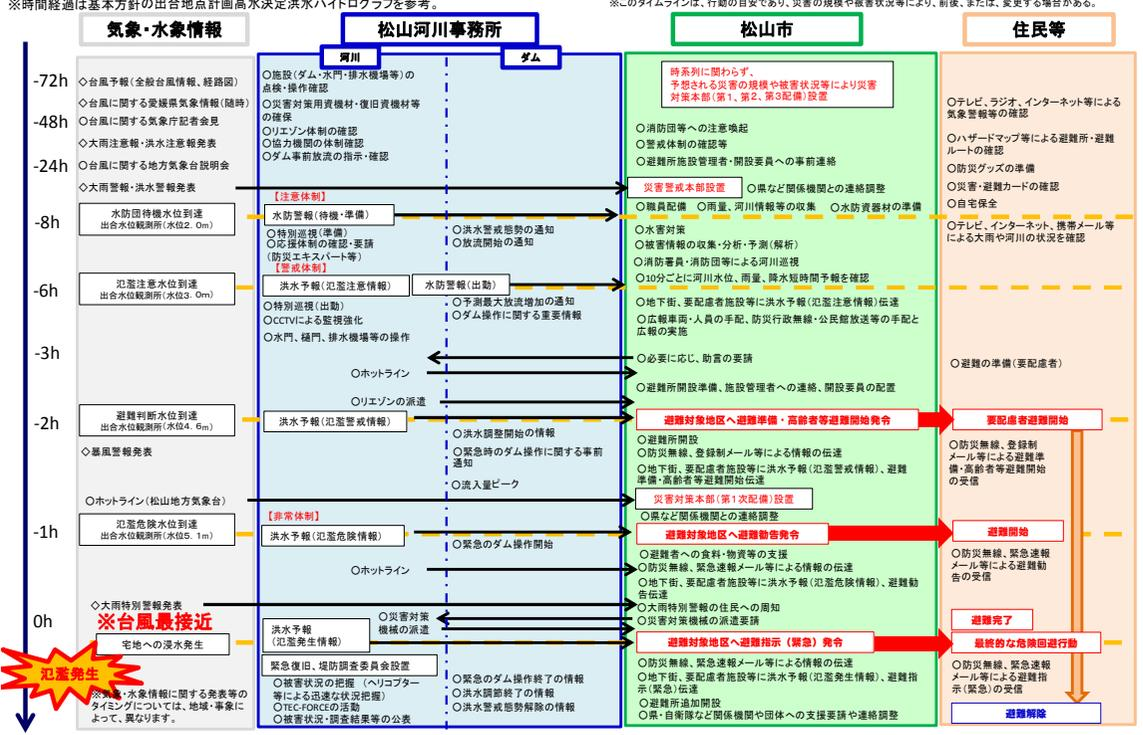 ※時間経過は基本方針の出合地点計画高水決定洪水ハイドログラフを参考。
※このタイムラインは、行動の目安であり、災害の規模や被害状況等により、前後、または、変更する場合がある。
気象・水象情報
松山河川事務所
松山市
住民等
河川
ダム
-72h
-48h
-24h
-8h
-6h
-3h
-2h
-1h
0h
氾濫発生
◇台風予報(全般台風情報、経路図)
◇台風に関する愛媛県気象情報(随時)
◇台風に関する気象庁記者会見
◇大雨注意報・洪水注意報発表
◇台風に関する地方気象台説明会
◇大雨警報・洪水警報発表
水防団待機水位到達
出合水位観測所(水位2.0m)
氾濫注意水位到達
出合水位観測所(水位3.0m)
避難判断水位到達
出合水位観測所(水位4.6m)
◇暴風警報発表
○ホットライン(松山地方気象台)
氾濫危険水位到達
出合水位観測所(水位5.1m)
◇大雨特別警報発表
※台風最接近
宅地への浸水発生
※気象・水象情報に関する発表等の
タイミングについては、地域・事象に
よって、異なります。
○施設(ダム・水門・排水機場等)の
点検・操作確認
○災害対策用資機材・復旧資機材等
の確保
○リエゾン体制の確認
○協力機関の体制確認
○ダム事前放流の指示・確認
【注意体制】
水防警報(待機・準備)
○特別巡視(準備)
○応援体制の確認・要請
(防災エキスパート等)
【警戒体制】
洪水予報(氾濫注意情報)
水防警報(出動)
○特別巡視(出動)
○CCTVによる監視強化
○水門、樋門、排水機場等の操作
○ホットライン
○リエゾンの派遣
洪水予報(氾濫警戒情報)
【非常体制】
洪水予報(氾濫危険情報)
○ホットライン
○災害対策
機械の派遣
洪水予報
(氾濫発生情報)
緊急復旧、堤防調査委員会設置
○被害状況の把握 (ヘリコプター
等による迅速な状況把握)
○TEC-FORCEの活動
○被害状況・調査結果等の公表
○洪水警戒態勢の通知
○放流開始の通知
○予測最大放流増加の通知
○ダム操作に関する重要情報
○洪水調整開始の情報
○緊急時のダム操作に関する事前
通知
○流入量ピーク
○緊急のダム操作開始
○緊急のダム操作終了の情報
○洪水調節終了の情報
○洪水警戒態勢解除の情報
時系列に関わらず、
予想される災害の規模や被害状況等により災害
対策本部(第1、第2、第3配備)設置
○消防団等への注意喚起
○警戒体制の確認等
○避難所施設管理者・開設要員への事前連絡
災害警戒本部設置
○県など関係機関との連絡調整
○職員配備 ○雨量、河川情報等の収集 ○水防資器材の準備
○水害対策
○被害情報の収集・分析・予測(解析)
○消防署員・消防団等による河川巡視
○10分ごとに河川水位、雨量、降水短時間予報を確認
○地下街、要配慮者施設等に洪水予報(氾濫注意情報)伝達
○広報車両・人員の手配、防災行政無線・公民館放送等の手配と
広報の実施
○必要に応じ、助言の要請
○避難所開設準備、施設管理者への連絡、開設要員の配置
避難対象地区へ避難準備・高齢者等避難開始発令
○避難所開設
○防災無線、登録制メール等による情報の伝達
○地下街、要配慮者施設等に洪水予報(氾濫警戒情報)、避難
準備・高齢者等避難開始伝達
災害対策本部(第1次配備)設置
○県など関係機関との連絡調整
避難対象地区へ避難勧告発令
○避難者への食料・物資等の支援
○防災無線、緊急速報メール等による情報の伝達
○地下街、要配慮者施設等に洪水予報(氾濫危険情報)、避難勧
告伝達
○大雨特別警報の住民への周知
○災害対策機械の派遣要請
避難対象地区へ避難指示(緊急)発令
○防災無線、緊急速報メール等による情報の伝達
○地下街、要配慮者施設等に洪水予報(氾濫発生情報)、避難指
示(緊急)伝達
○避難所追加開設
○県・自衛隊など関係機関や団体への支援要請や連絡調整
○テレビ、ラジオ、インターネット等による
気象警報等の確認
○ハザードマップ等による避難所・避難
ルートの確認
○防災グッズの準備
○災害・避難カードの確認
○自宅保全
○テレビ、インターネット、携帯メール等
による大雨や河川の状況を確認
○避難の準備(要配慮者)
要配慮者避難開始
○防災無線、登録制
メール等による避難準
備・高齢者等避難開始
の受信
避難開始
○防災無線、緊急速報
メール等による避難勧
告の受信
避難完了
最終的な危険回避行動
○防災無線、緊急速報
メール等による避難指
示(緊急)の受信
避難解除